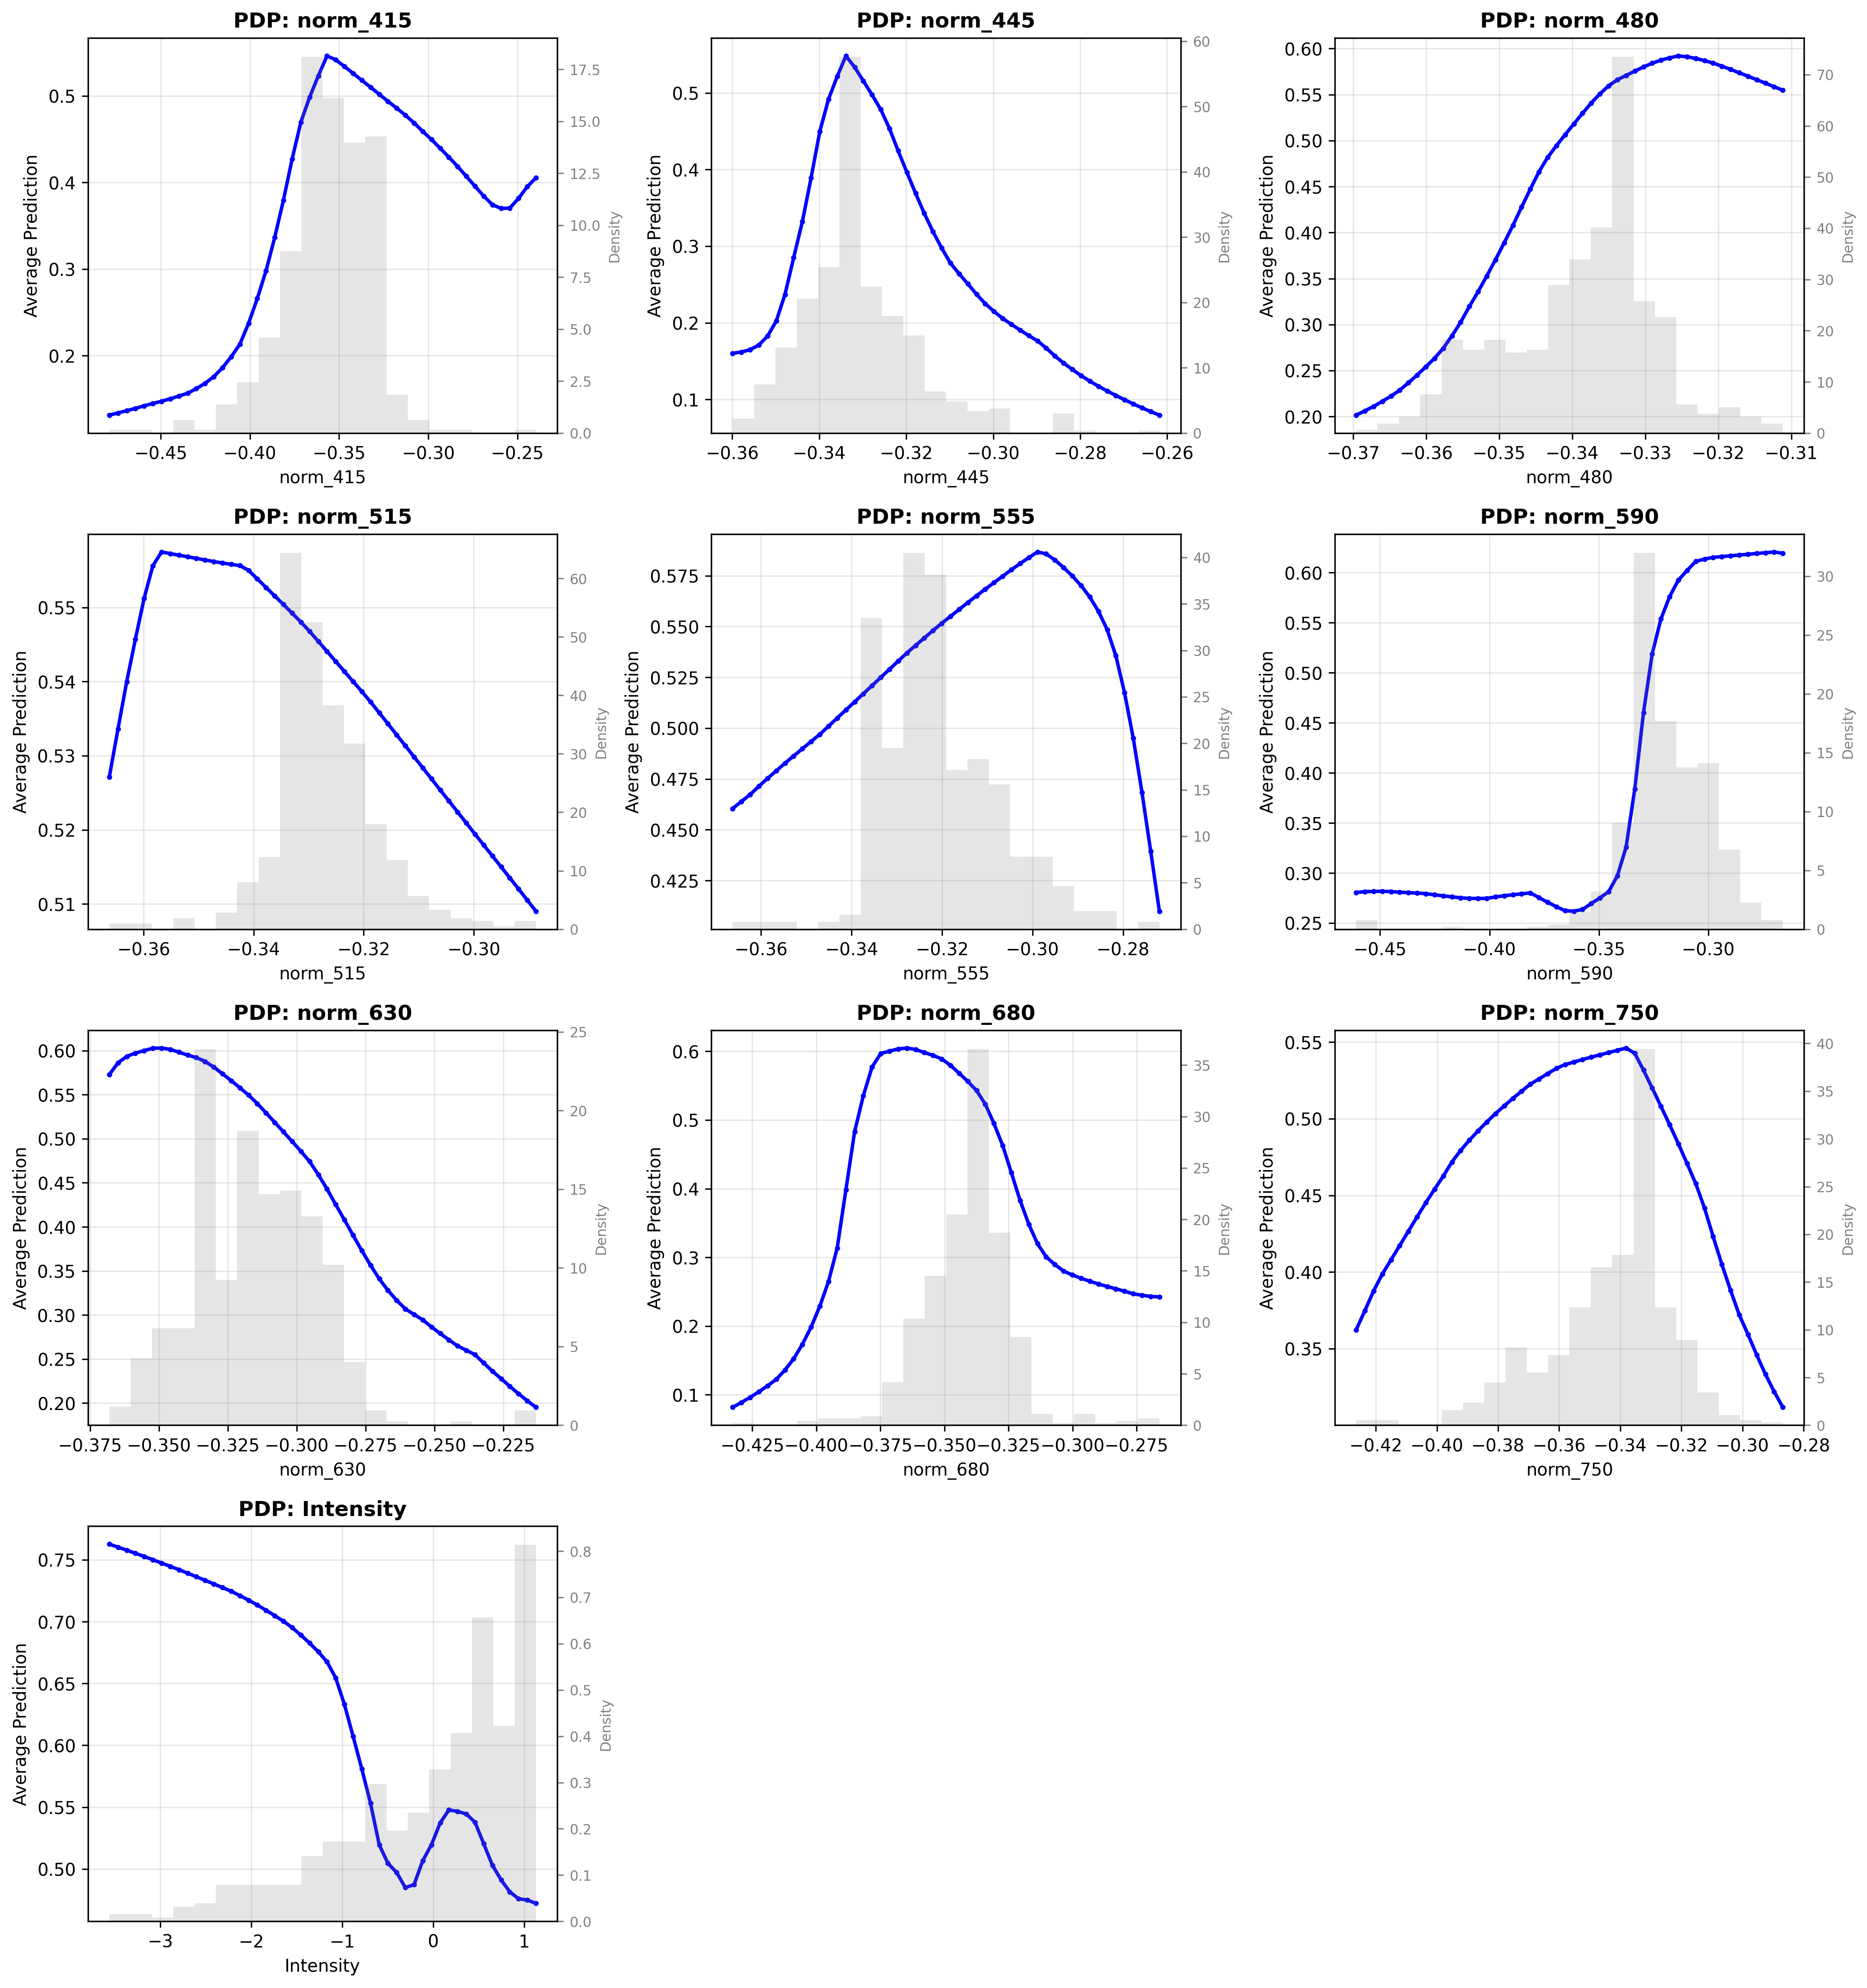 PDP: norm_415
PDP: norm_445
PDP: norm_480
Average Prediction
0.5
0.4
0.3
0.2
17.5
15.0
12.5
10.0
7.5
5.0
2.5
0.0
Density
−0.45 −0.40 −0.35 −0.30 −0.25
norm_415
Average Prediction
0.5
0.4
0.3
0.2
0.1
60
50
40
30
20
10
0
Density
−0.36 −0.34 −0.32 −0.30 −0.28 −0.26
norm_445
Average Prediction
0.60
0.55
0.50
0.45
0.40
0.35
0.30
0.25
0.20
70
60
50
40
30
20
10
0
Density
−0.37 −0.36 −0.35 −0.34 −0.33 −0.32 −0.31
norm_480
PDP: norm_515
PDP: norm_555
PDP: norm_590
Average Prediction
0.55
0.54
0.53
0.52
0.51
60
50
40
30
20
10
0
Density
−0.36 −0.34 −0.32 −0.30
norm_515
Average Prediction
0.575
0.550
0.525
0.500
0.475
0.450
0.425
40
35
30
25
20
15
10
5
0
Density
−0.36 −0.34 −0.32 −0.30 −0.28
norm_555
Average Prediction
0.60
0.55
0.50
0.45
0.40
0.35
0.30
0.25
30
25
20
15
10
5
0
Density
−0.45 −0.40 −0.35 −0.30
norm_590
PDP: norm_630
PDP: norm_680
PDP: norm_750
Average Prediction
0.60
0.55
0.50
0.45
0.40
0.35
0.30
0.25
0.20
25
20
15
10
5
0
Density
−0.375 −0.350 −0.325 −0.300 −0.275 −0.250 −0.225
norm_630
Average Prediction
0.6
0.5
0.4
0.3
0.2
0.1
35
30
25
20
15
10
5
0
Density
−0.425 −0.400 −0.375 −0.350 −0.325 −0.300 −0.275
norm_680
Average Prediction
0.55
0.50
0.45
0.40
0.35
40
35
30
25
20
15
10
5
0
Density
−0.42 −0.40 −0.38 −0.36 −0.34 −0.32 −0.30 −0.28
norm_750
PDP: Intensity
Average Prediction
0.75
0.70
0.65
0.60
0.55
0.50
0.8
0.7
0.6
0.5
0.4
0.3
0.2
0.1
0.0
Density
−3 −2 −1 0 1
Intensity